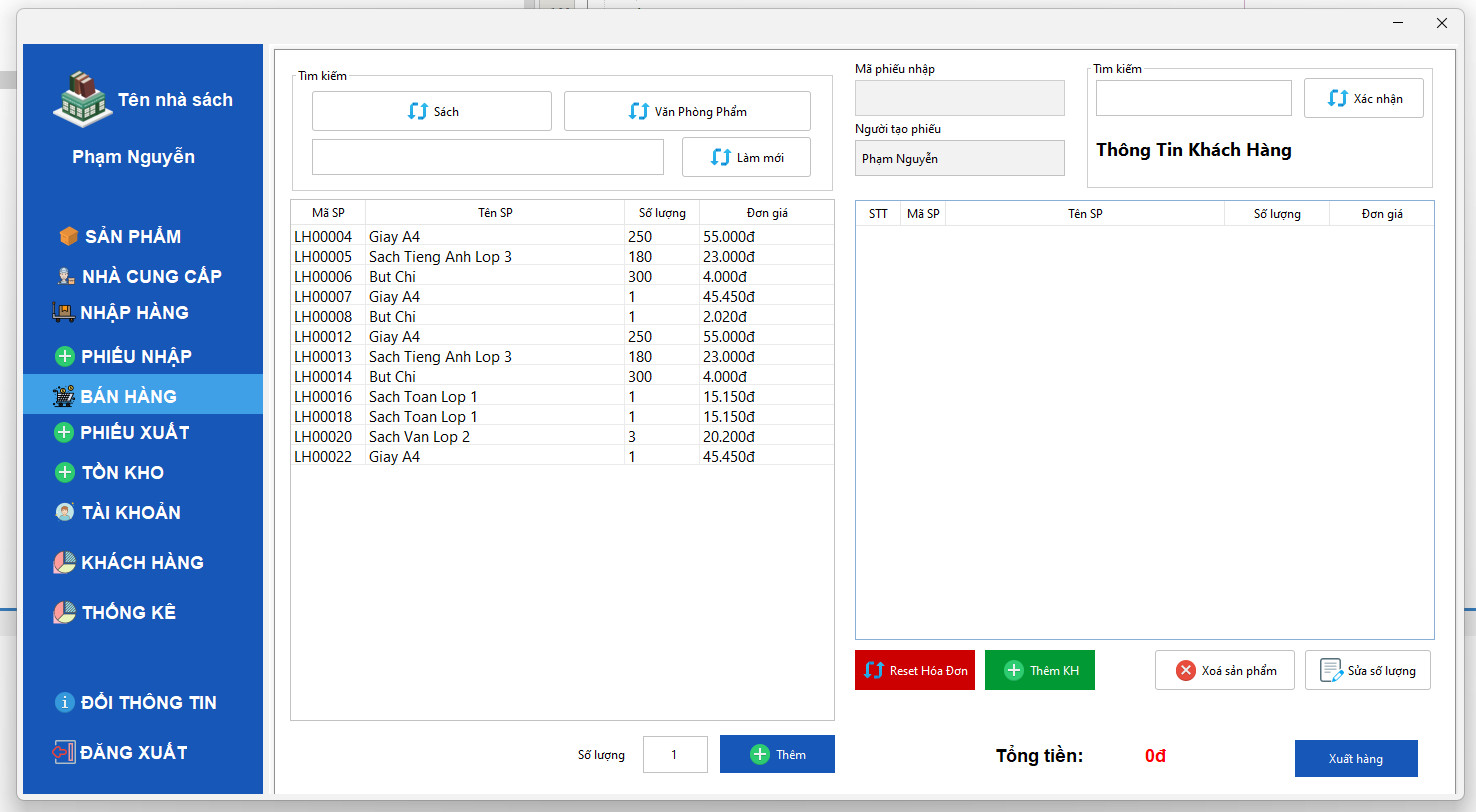 Tên nhà sách
Phạm Nguyễn
SẢN PHẨM
NHÀ CUNG CẤP
NHẬP HÀNG
PHIẾU NHẬP
BÁN HÀNG
PHIẾU XUẤT
TỒN KHO
TÀI KHOẢN
KHÁCH HÀNG
THỐNG KÊ
ĐỔI THÔNG TIN
ĐĂNG XUẤT
Tìm kiếm
Sách Văn Phòng Phẩm
Làm mới
Mã SP Tên SP Số lượng Đơn giá
LH00004 Giay A4 250 55.000đ
LH00005 Sach Tieng Anh Lop 3 180 23.000đ
LH00006 But Chi 300 4.000đ
LH00007 Giay A4 1 45.450đ
LH00008 But Chi 1 2.020đ
LH00012 Giay A4 250 55.000đ
LH00013 Sach Tieng Anh Lop 3 180 23.000đ
LH00014 But Chi 300 4.000đ
LH00016 Sach Toan Lop 1 1 15.150đ
LH00018 Sach Toan Lop 1 1 15.150đ
LH00020 Sach Van Lop 2 3 20.200đ
LH00022 Giay A4 1 45.450đ
Số lượng 1 Thêm
Mã phiếu nhập
Người tạo phiếu
Phạm Nguyễn
Tìm kiếm
Xác nhận
Thông Tin Khách Hàng
STT Mã SP Tên SP Số lượng Đơn giá
Reset Hóa Đơn Thêm KH Xoá sản phẩm Sửa số lượng
Tổng tiền: 0đ Xuất hàng